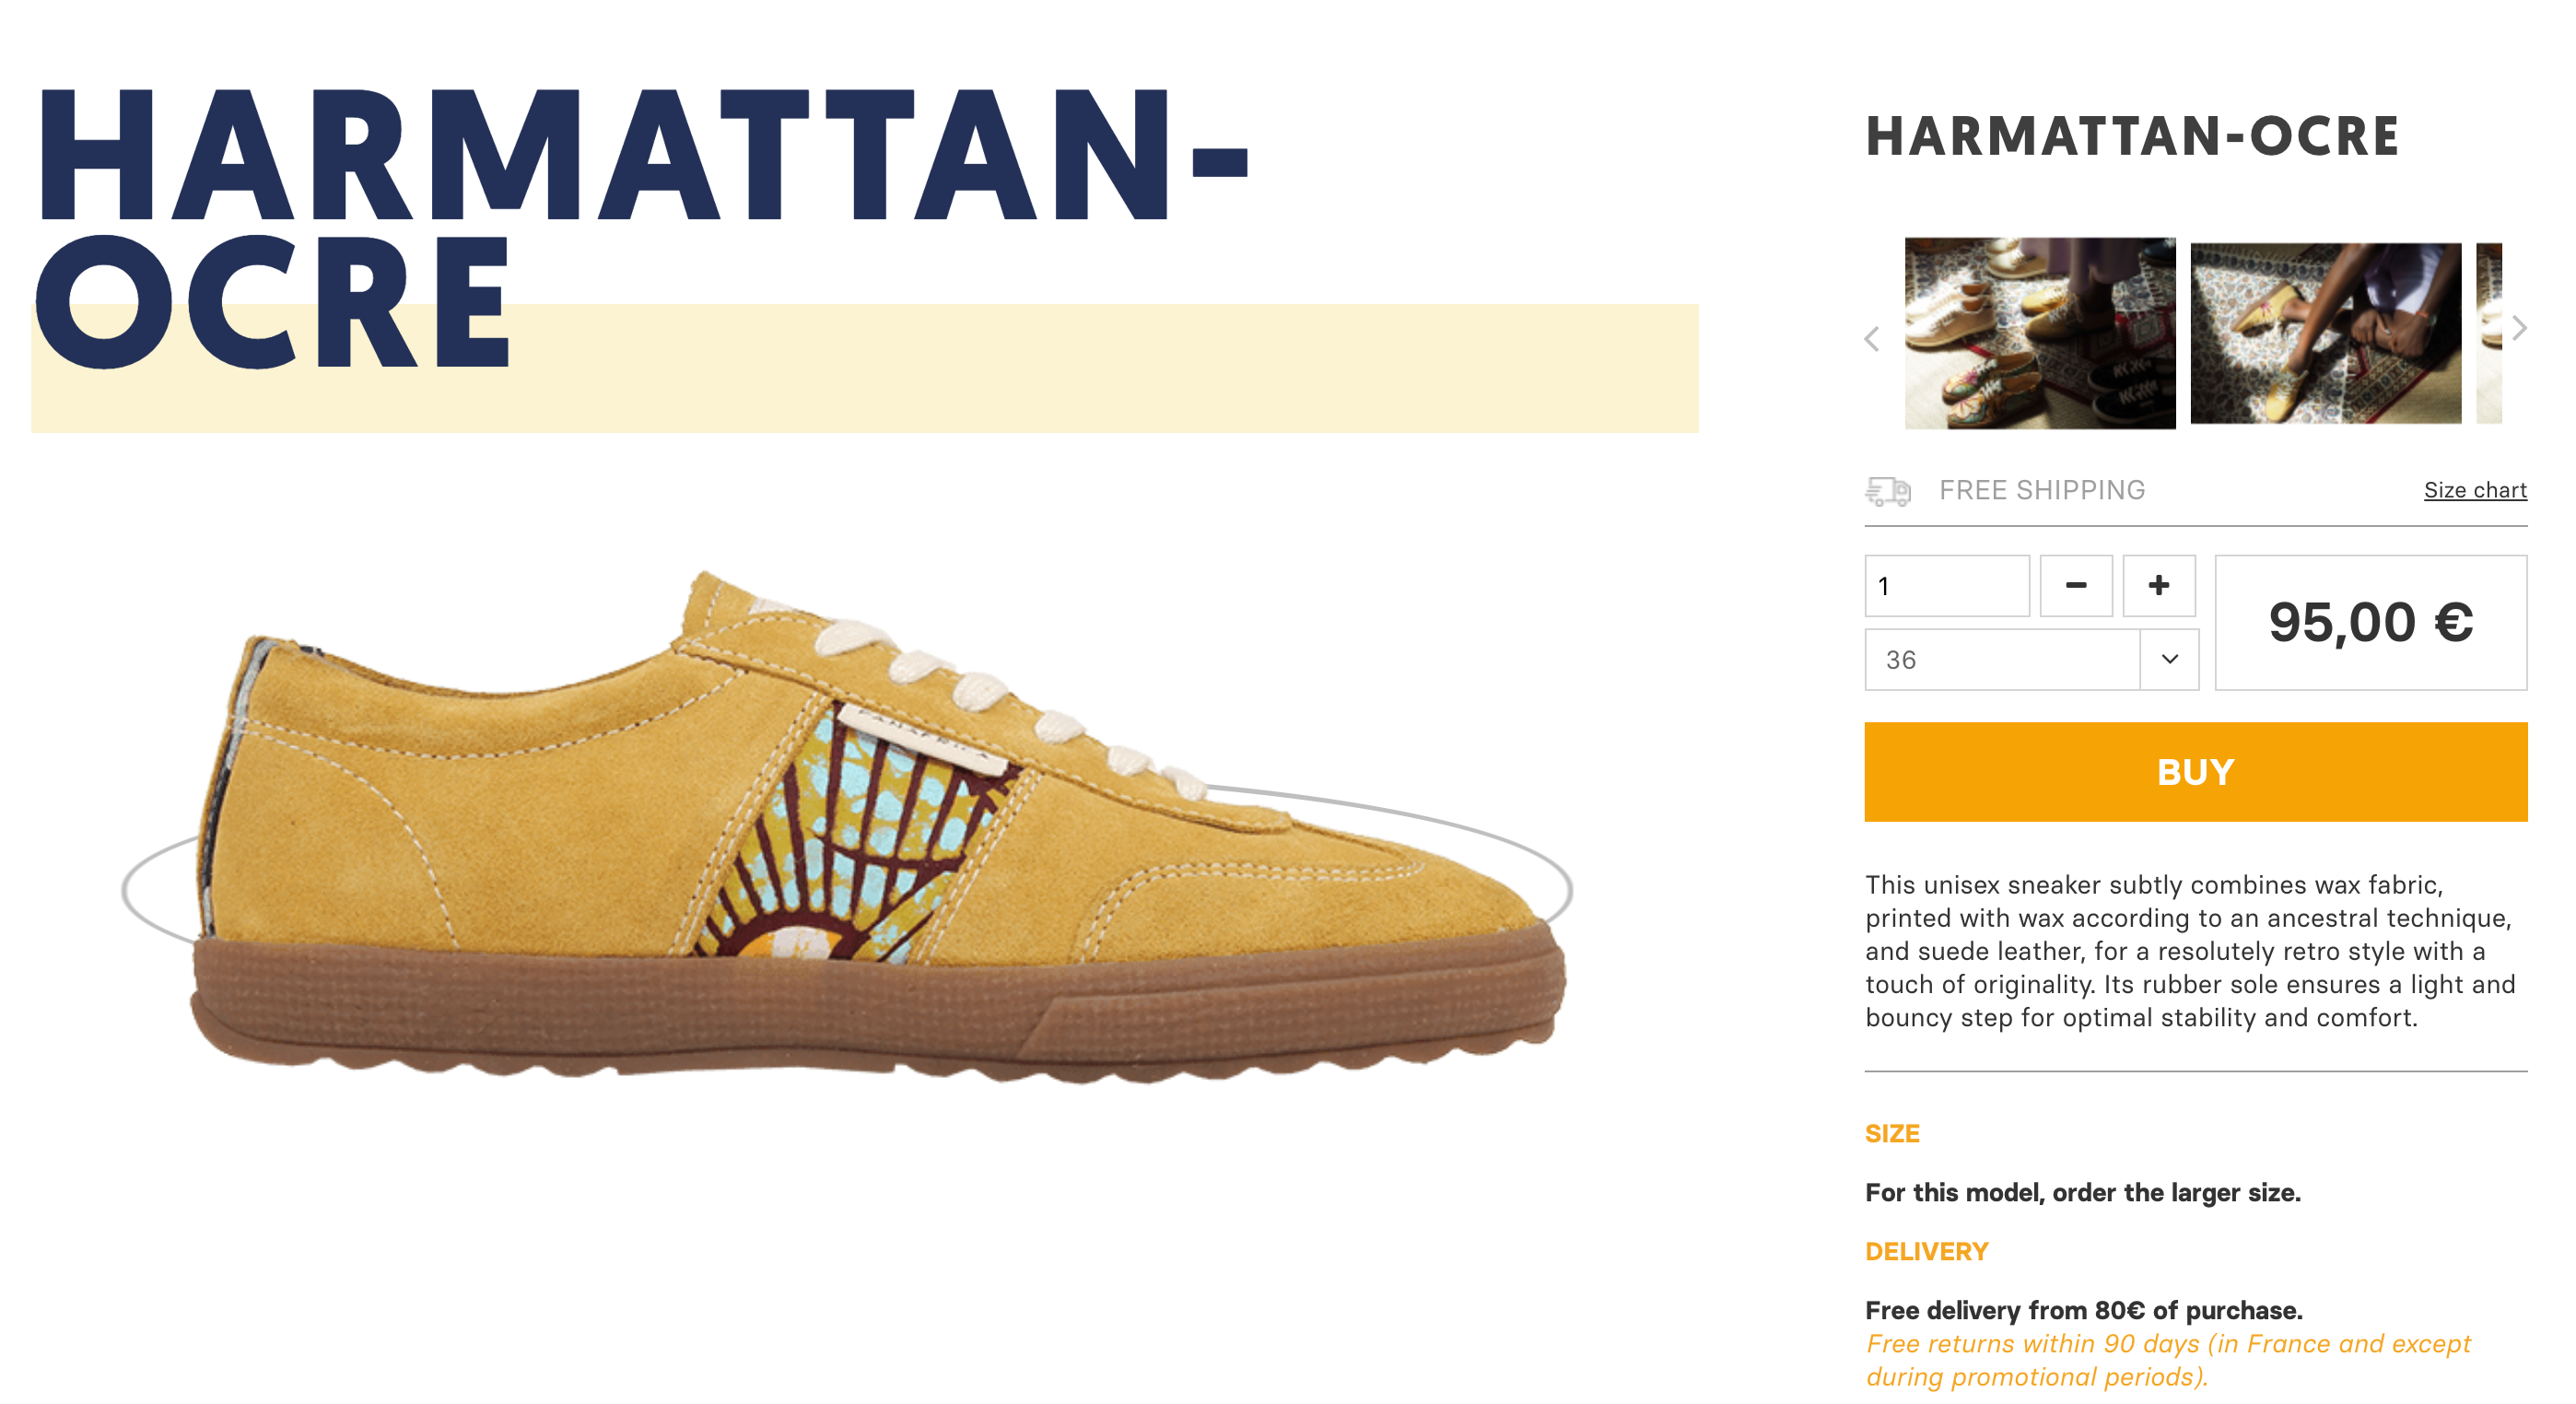 HARMATTAN-
OCRE
HARMATTAN-OCRE
FREE SHIPPING
Size chart
1
36
95,00 €
BUY
This unisex sneaker subtly combines wax fabric,
printed with wax according to an ancestral technique,
and suede leather, for a resolutely retro style with a
touch of originality. Its rubber sole ensures a light and
bouncy step for optimal stability and comfort.
SIZE
For this model, order the larger size.
DELIVERY
Free delivery from 80€ of purchase.
Free returns within 90 days (in France and except
during promotional periods).